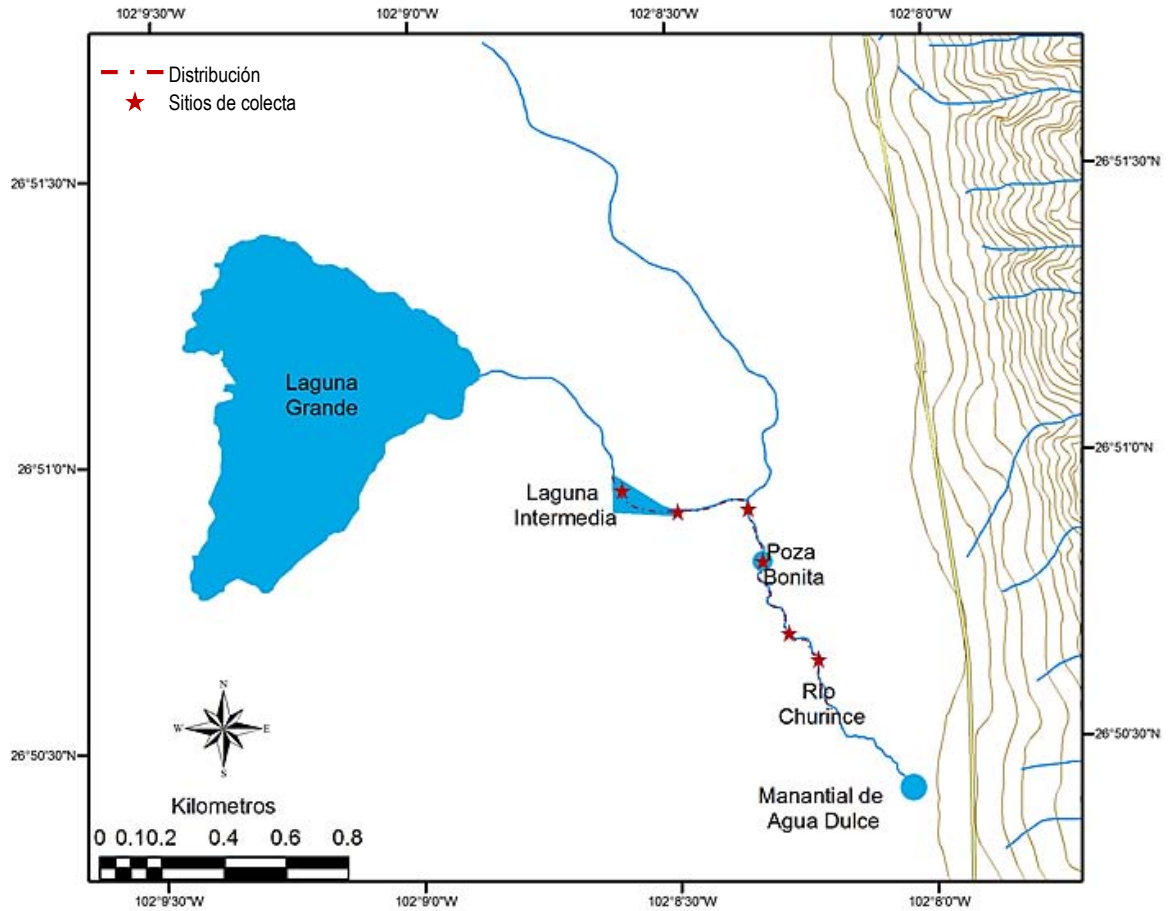 102°9'30"W
102°9'0"W
102°8'30"W
102°8'0"W
Distribución
Sitios de colecta
26°51'30"N
26°51'30"N
Laguna
Grande
26°51'0"N
26°51'0"N
Laguna
Intermedia
Poza
Bonita
Río
Churince
N
W
E
S
26°50'30"N
26°50'30"N
Manantial de
Agua Dulce
Kilometros
0 0.1 0.2 0.4 0.6 0.8
102°9'30"W
102°9'0"W
102°8'30"W
102°8'0"W